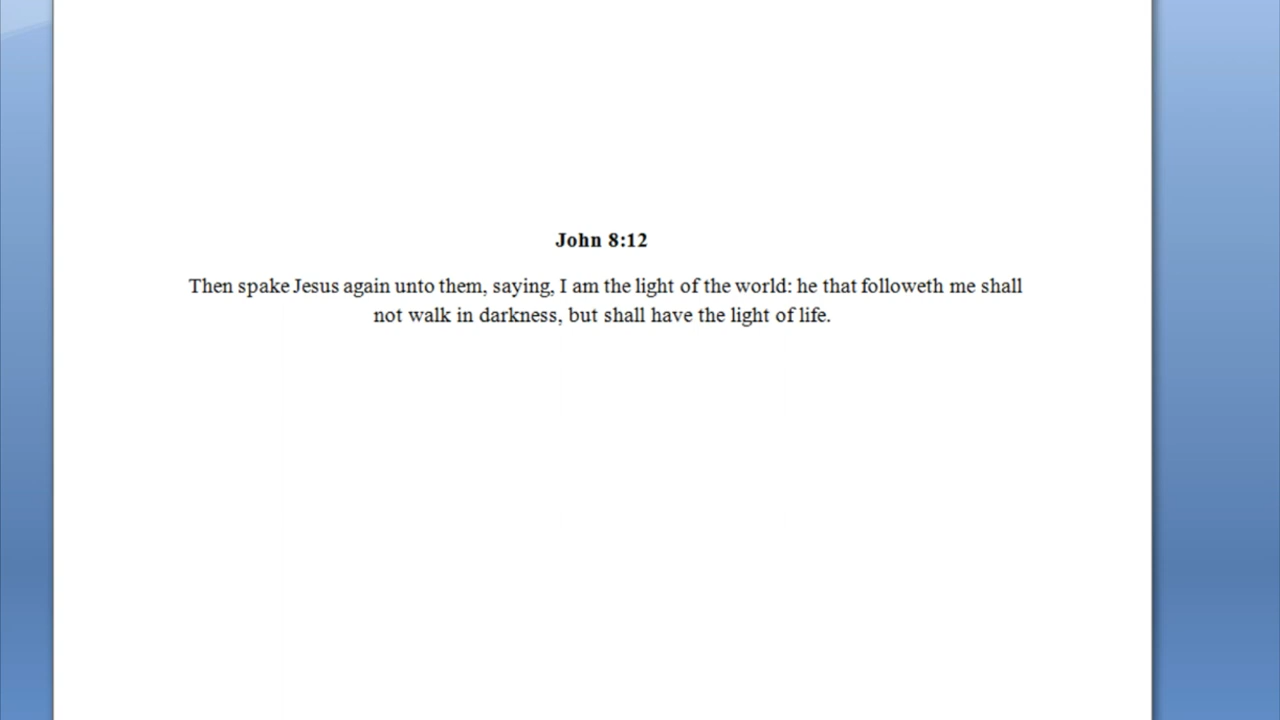 John 8:12
Then spake Jesus again unto them, saying, I am the light of the world: he that followeth me shall
not walk in darkness, but shall have the light of life.